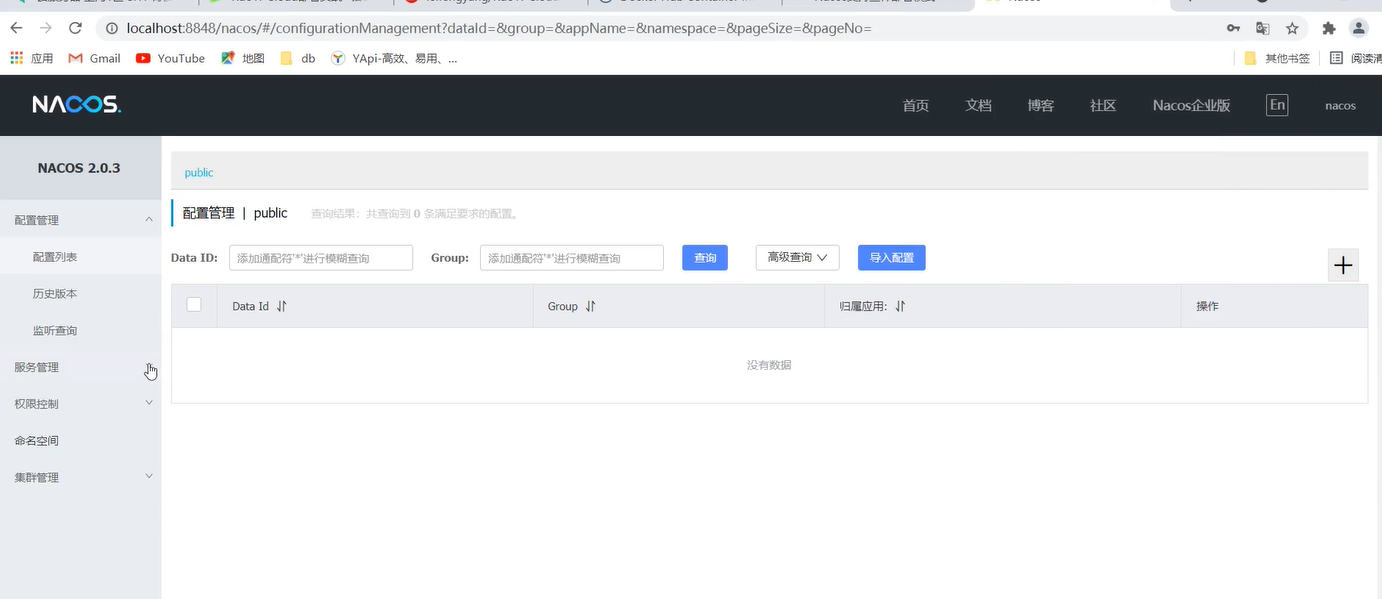 localhost:8848/nacos/#/configurationManagement?dataId=&group=&appName=&namespace=&pageSize=&pageNo=
应用 Gmail YouTube 地图 db YApi-高效、易用、... 其他书签 阅读清
NACOS. 首页 文档 博客 社区 Nacos企业版 En nacos
NACOS 2.0.3
配置管理
配置列表
历史版本
监听查询
服务管理
权限控制
命名空间
集群管理
public
配置管理 | public 查询结果：共查询到 0 条满足要求的配置。
Data ID: 添加通配符'*'进行模糊查询 Group: 添加通配符'*'进行模糊查询 查询 高级查询 导入配置
Data Id Group 归属应用: 操作
没有数据